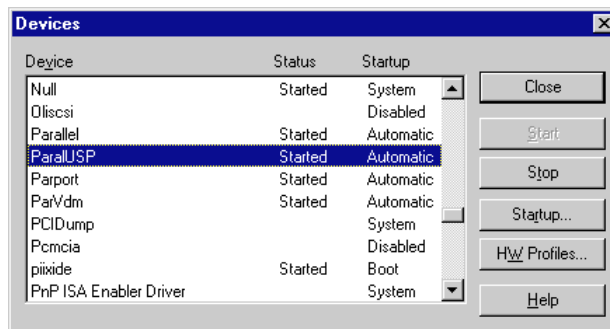 Devices
Device Status Startup
Null Started System
Oliscsi Disabled
Parallel Started Automatic
ParalUSP Started Automatic
Parport Started Automatic
ParVdm Started Automatic
PCIDump System
Pcmcia Disabled
piixide Started Boot
PnP ISA Enabler Driver System
Close
Start
Stop
Startup...
HW Profiles...
Help